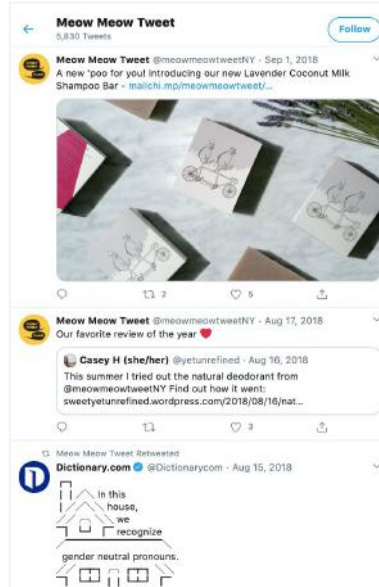 Meow Meow Tweet
5,830 Tweets
Follow
Meow Meow Tweet @meowmeowtweetNY · Sep 1, 2018
A new 'poo for you! Introducing our new Lavender Coconut Milk
Shampoo Bar - mailchi.mp/meowmeowtweet/...
2
5
Meow Meow Tweet @meowmeowtweetNY · Aug 17, 2018
Our favorite review of the year
Casey H (she/her) @yetunrefined · Aug 16, 2018
This summer I tried out the natural deodorant from
@meowmeowtweetNY Find out how it went:
sweetyetunrefined.wordpress.com/2018/08/16/nat...
3
Meow Meow Tweet Retweeted
Dictionary.com @Dictionarycom · Aug 15, 2018
In this
house,
we
recognize
gender neutral pronouns.